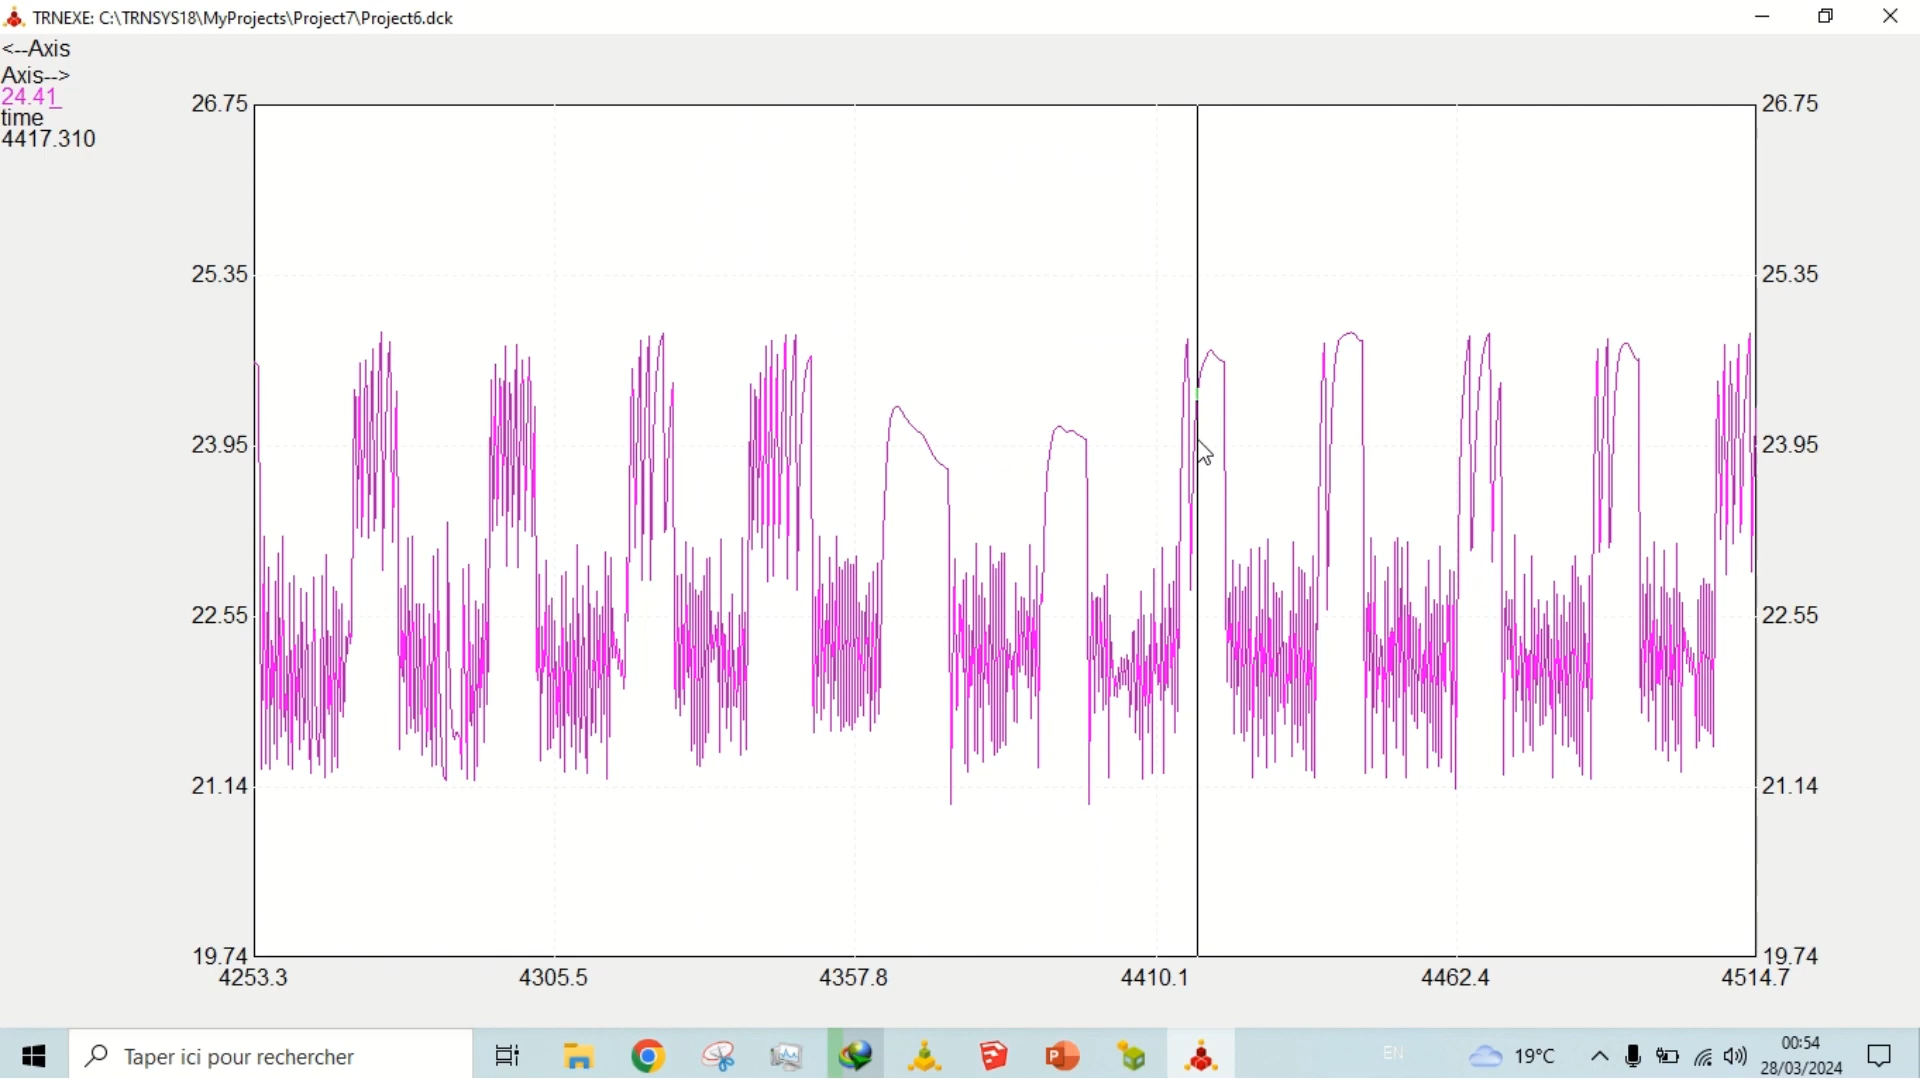 TRNEXE: C:\TRNSYS18\MyProjects\Project7\Project6.dck
<--Axis
Axis-->
24.41
time
4417.310
26.75
26.75
25.35
25.35
23.95
23.95
22.55
22.55
21.14
21.14
19.74
19.74
4253.3
4305.5
4357.8
4410.1
4462.4
4514.7
Taper ici pour rechercher
P
EN
19°C
00:54
28/03/2024